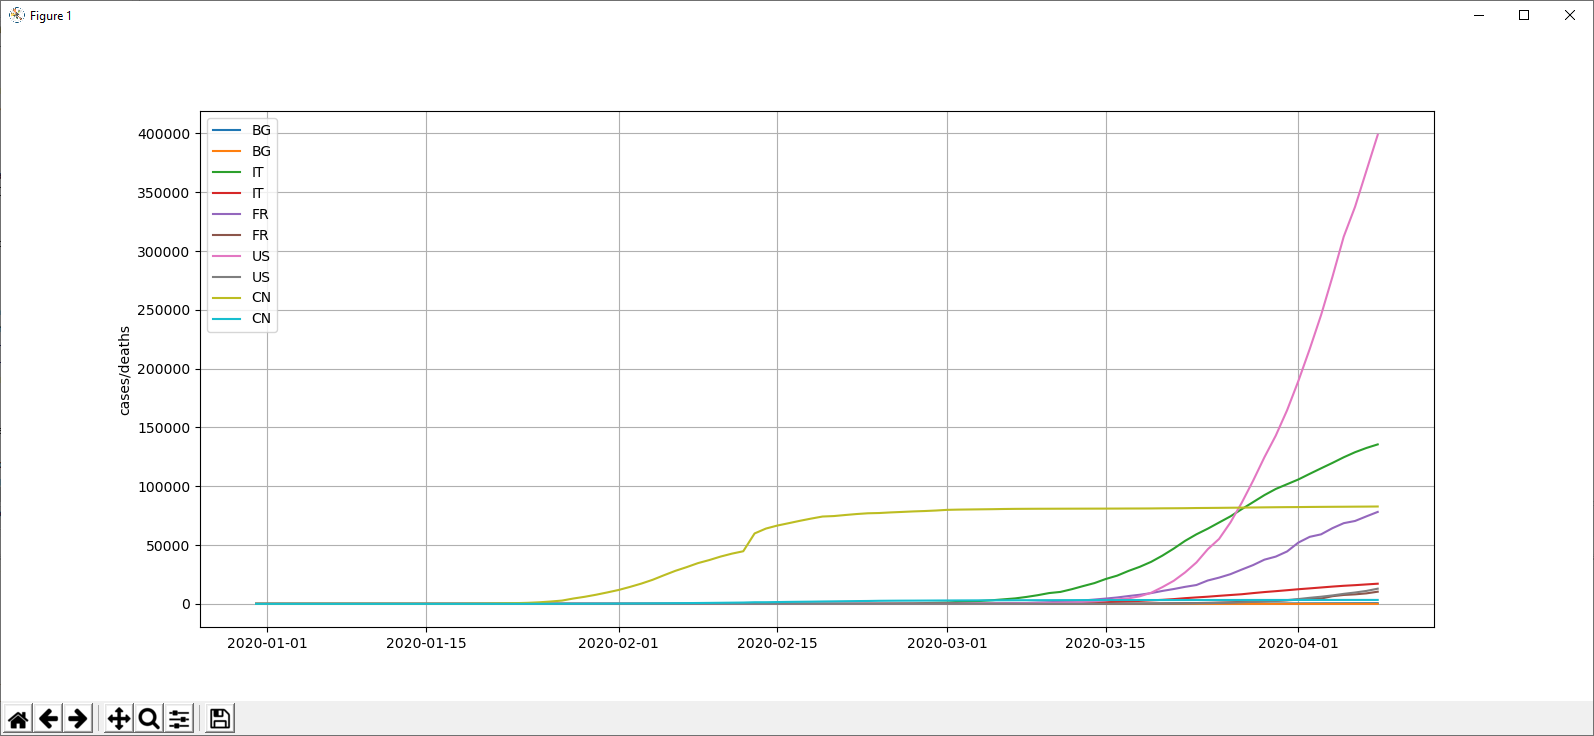 Figure 1
400000
350000
300000
250000
200000
150000
100000
50000
0
cases/deaths
BG
BG
IT
IT
FR
FR
US
US
CN
CN
2020-01-01
2020-01-15
2020-02-01
2020-02-15
2020-03-01
2020-03-15
2020-04-01